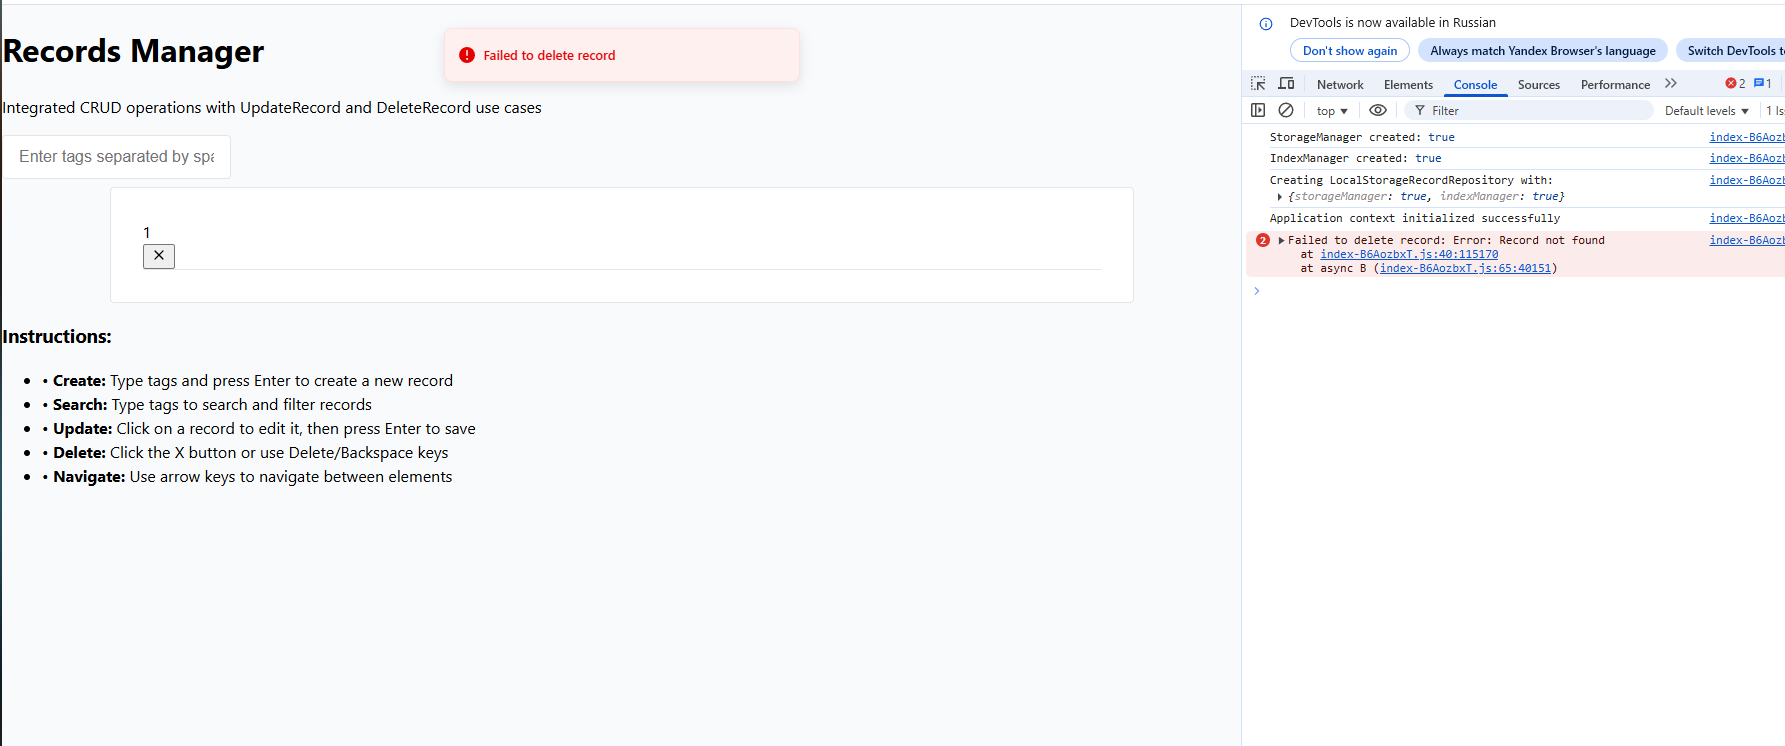 Records Manager
Failed to delete record
Integrated CRUD operations with UpdateRecord and DeleteRecord use cases
Enter tags separated by spa
1
✕
Instructions:
• Create: Type tags and press Enter to create a new record
• Search: Type tags to search and filter records
• Update: Click on a record to edit it, then press Enter to save
• Delete: Click the X button or use Delete/Backspace keys
• Navigate: Use arrow keys to navigate between elements
DevTools is now available in Russian
Don't show again Always match Yandex Browser's language Switch DevTools t
Network Elements Console Sources Performance 2 1
top Filter Default levels 1 Is
StorageManager created: true index-B6Aozb
IndexManager created: true index-B6Aozb
Creating LocalStorageRecordRepository with: index-B6Aozb
{storageManager: true, indexManager: true}
Application context initialized successfully index-B6Aozb
2 Failed to delete record: Error: Record not found index-B6Aozb
at index-B6AozbxT.js:40:115170
at async B (index-B6AozbxT.js:65:40151)